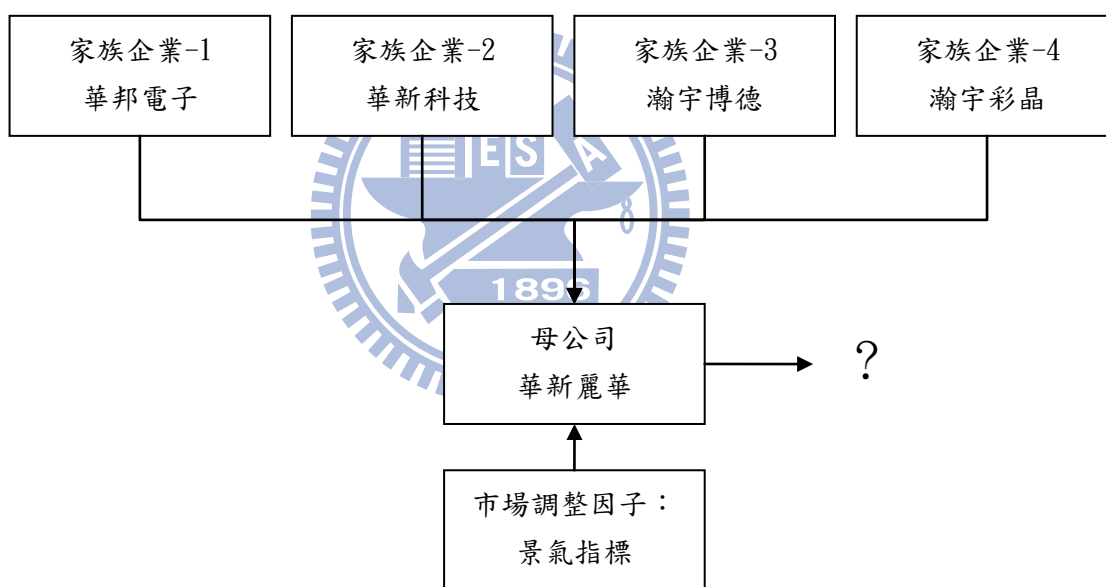 家族企業-1
華邦電子
家族企業-2
華新科技
家族企業-3
瀚宇博德
家族企業-4
瀚宇彩晶
ESA
1896
母公司
華新麗華
?
市場調整因子：
景氣指標